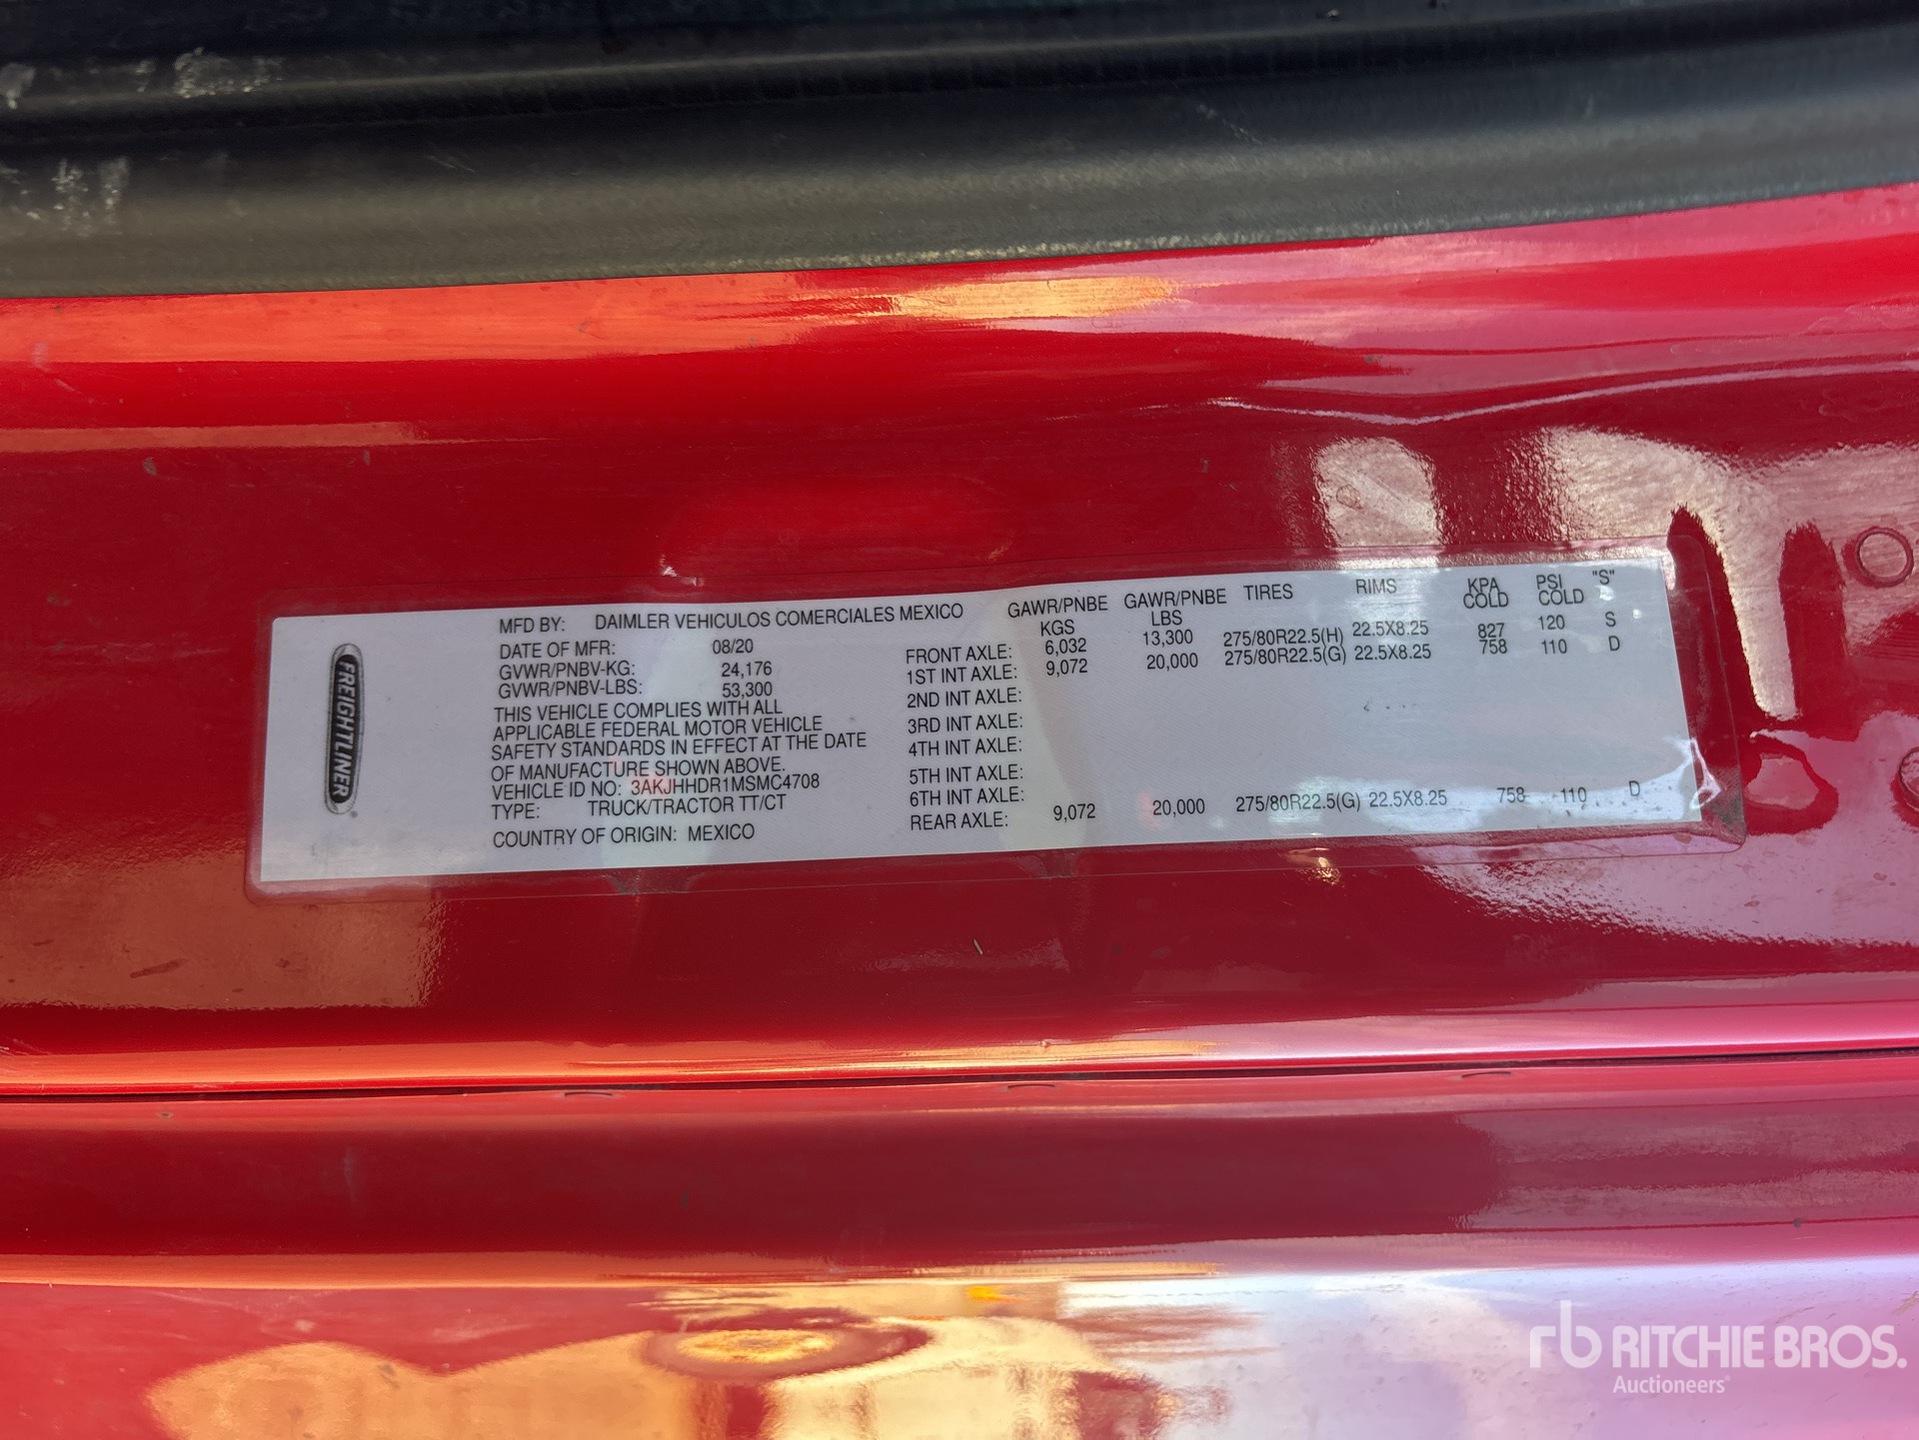 FREIGHTLINER
MFD BY: DAIMLER VEHICULOS COMERCIALES MEXICO
DATE OF MFR: 08/20
GVWR/PNBV-KG: 24,176
GVWR/PNBV-LBS: 53,300
THIS VEHICLE COMPLIES WITH ALL
APPLICABLE FEDERAL MOTOR VEHICLE
SAFETY STANDARDS IN EFFECT AT THE DATE
OF MANUFACTURE SHOWN ABOVE.
VEHICLE ID NO: 3AKJHHDR1MSMC4708
TYPE: TRUCK/TRACTOR TT/CT
COUNTRY OF ORIGIN: MEXICO
GAWR/PNBE GAWR/PNBE TIRES RIMS KPA PSI "S"
KGS LBS COLD COLD
FRONT AXLE: 6,032 13,300 275/80R22.5(H) 22.5X8.25 827 120 S
1ST INT AXLE: 9,072 20,000 275/80R22.5(G) 22.5X8.25 758 110 D
2ND INT AXLE:
3RD INT AXLE:
4TH INT AXLE:
5TH INT AXLE:
6TH INT AXLE:
REAR AXLE: 9,072 20,000 275/80R22.5(G) 22.5X8.25 758 110 D
rb RITCHIE BROS.
Auctioneers